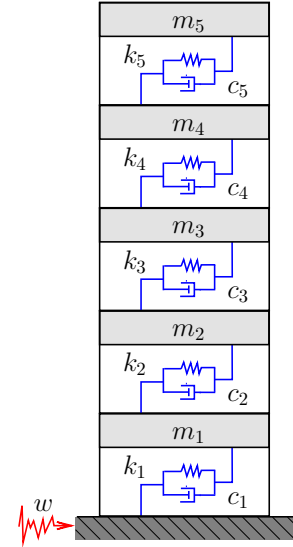 m₅
k₅
c₅
m₄
k₄
c₄
m₃
k₃
c₃
m₂
k₂
c₂
m₁
k₁
c₁
w